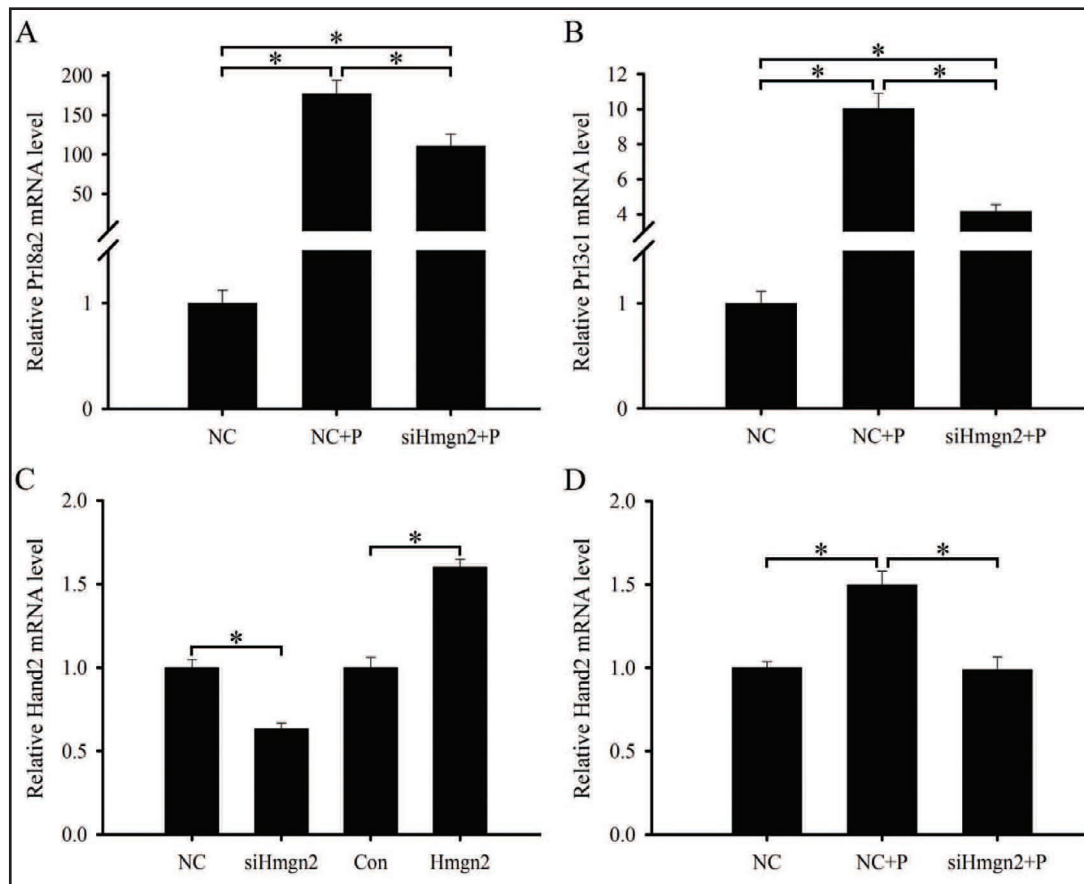 A
Relative Prl8a2 mRNA level
200
150
100
50
1
0
*
*
*
NC
NC+P
siHmgn2+P
B
Relative Prl3c1 mRNA level
12
10
8
6
4
1
0
*
*
*
NC
NC+P
siHmgn2+P
C
Relative Hand2 mRNA level
2.0
1.5
1.0
0.5
0.0
*
*
NC
siHmgn2
Con
Hmgn2
D
Relative Hand2 mRNA level
2.0
1.5
1.0
0.5
0.0
*
*
NC
NC+P
siHmgn2+P